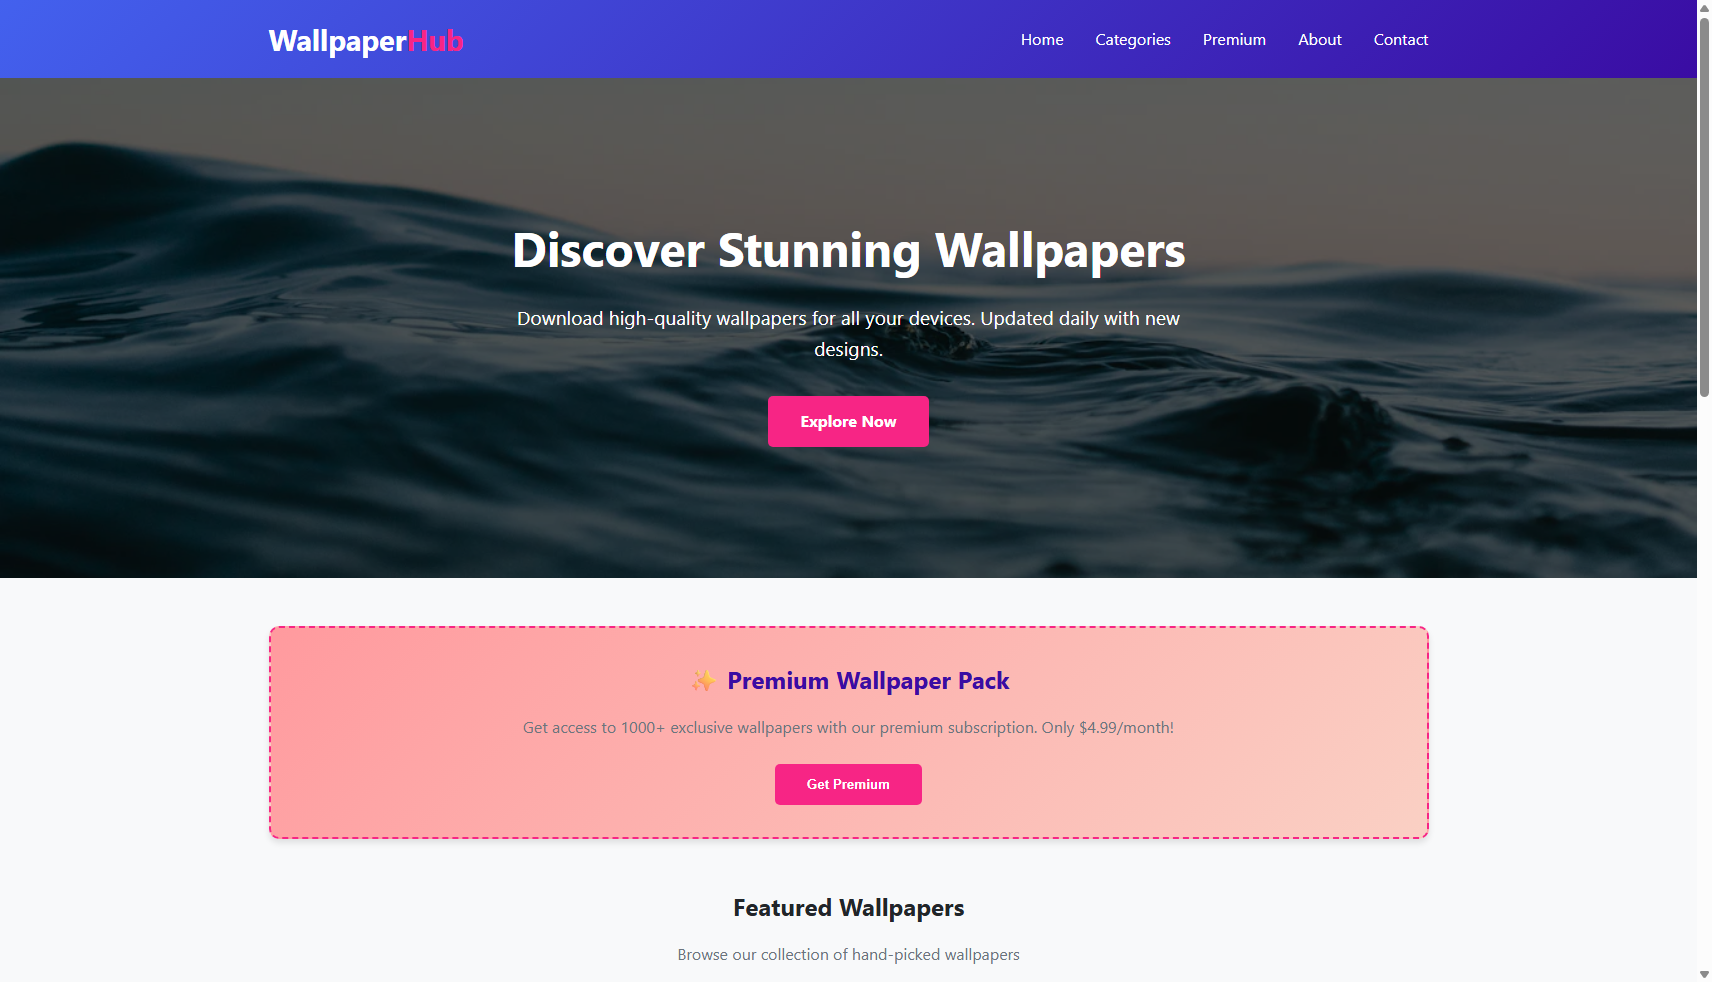 WallpaperHub
Home Categories Premium About Contact
Discover Stunning Wallpapers
Download high-quality wallpapers for all your devices. Updated daily with new
designs.
Explore Now
✨ Premium Wallpaper Pack
Get access to 1000+ exclusive wallpapers with our premium subscription. Only $4.99/month!
Get Premium
Featured Wallpapers
Browse our collection of hand-picked wallpapers